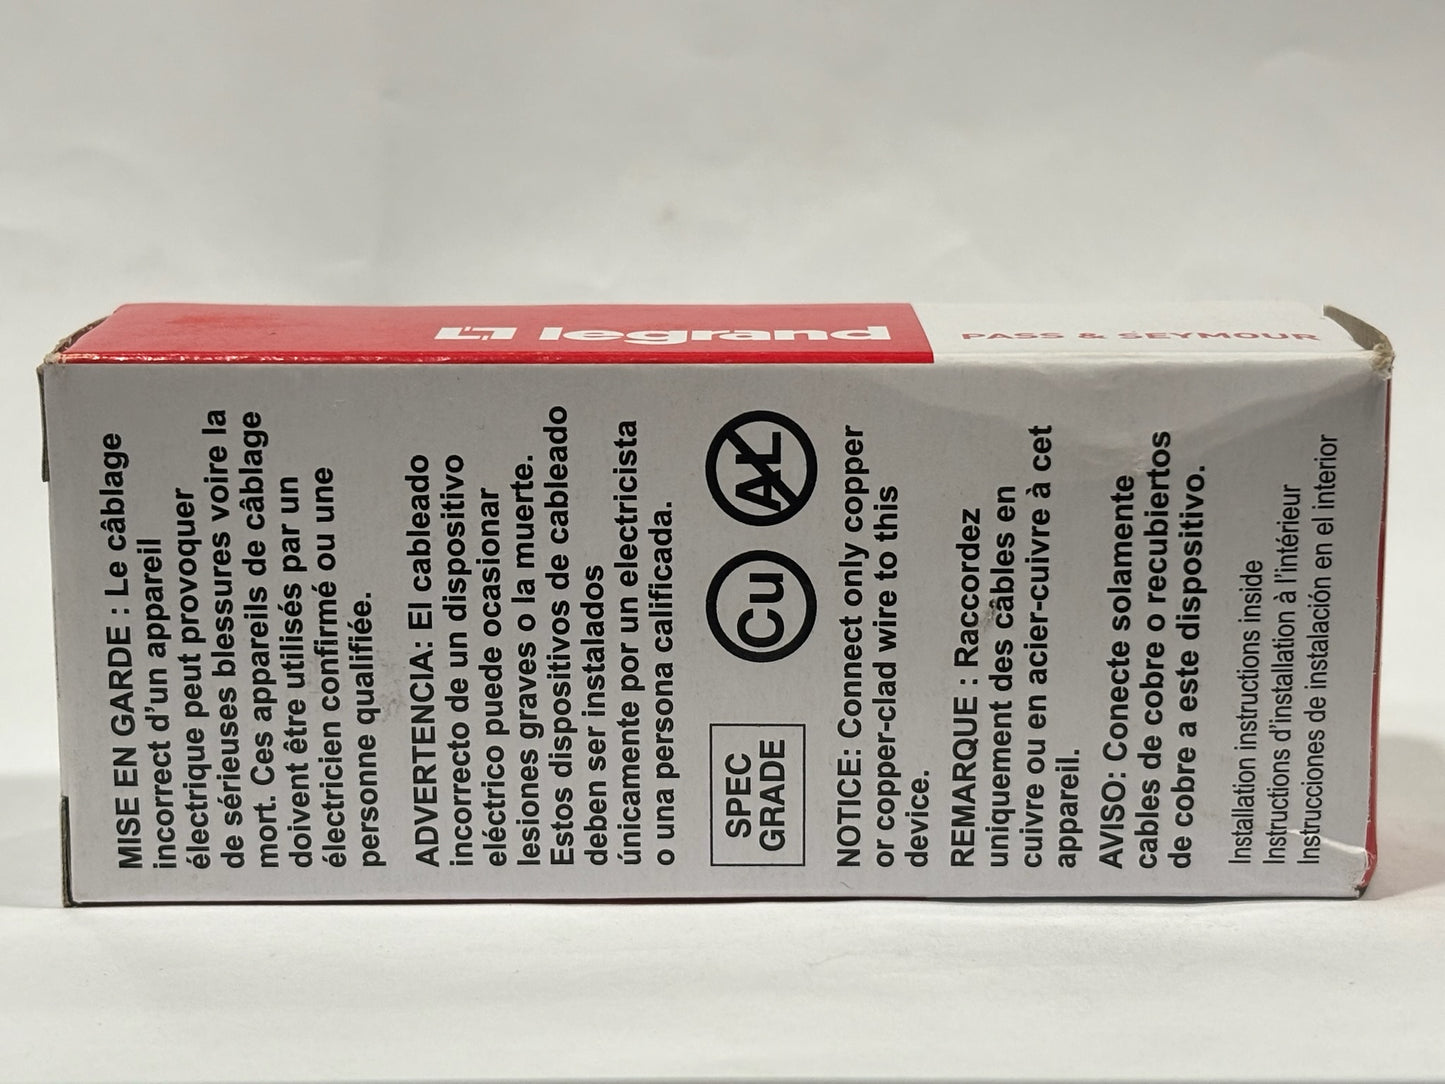 legrand
PASS & SEYMOUR
MISE EN GARDE : Le câblage
incorrect d'un appareil
électrique peut provoquer
de sérieuses blessures voire la
mort. Ces appareils de câblage
doivent être utilisés par un
électricien confirmé ou une
personne qualifiée.
ADVERTENCIA: El cableado
incorrecto de un dispositivo
eléctrico puede ocasionar
lesiones graves o la muerte.
Estos dispositivos de cableado
deben ser instalados
únicamente por un electricista
o una persona calificada.
SPEC
GRADE
Cu
AL
NOTICE: Connect only copper
or copper-clad wire to this
device.
REMARQUE : Raccordez
uniquement des câbles en
cuivre ou en acier-cuivre à cet
appareil.
AVISO: Conecte solamente
cables de cobre o recubiertos
de cobre a este dispositivo.
Installation instructions inside
Instructions d'installation à l'intérieur
Instrucciones de instalación en el interior